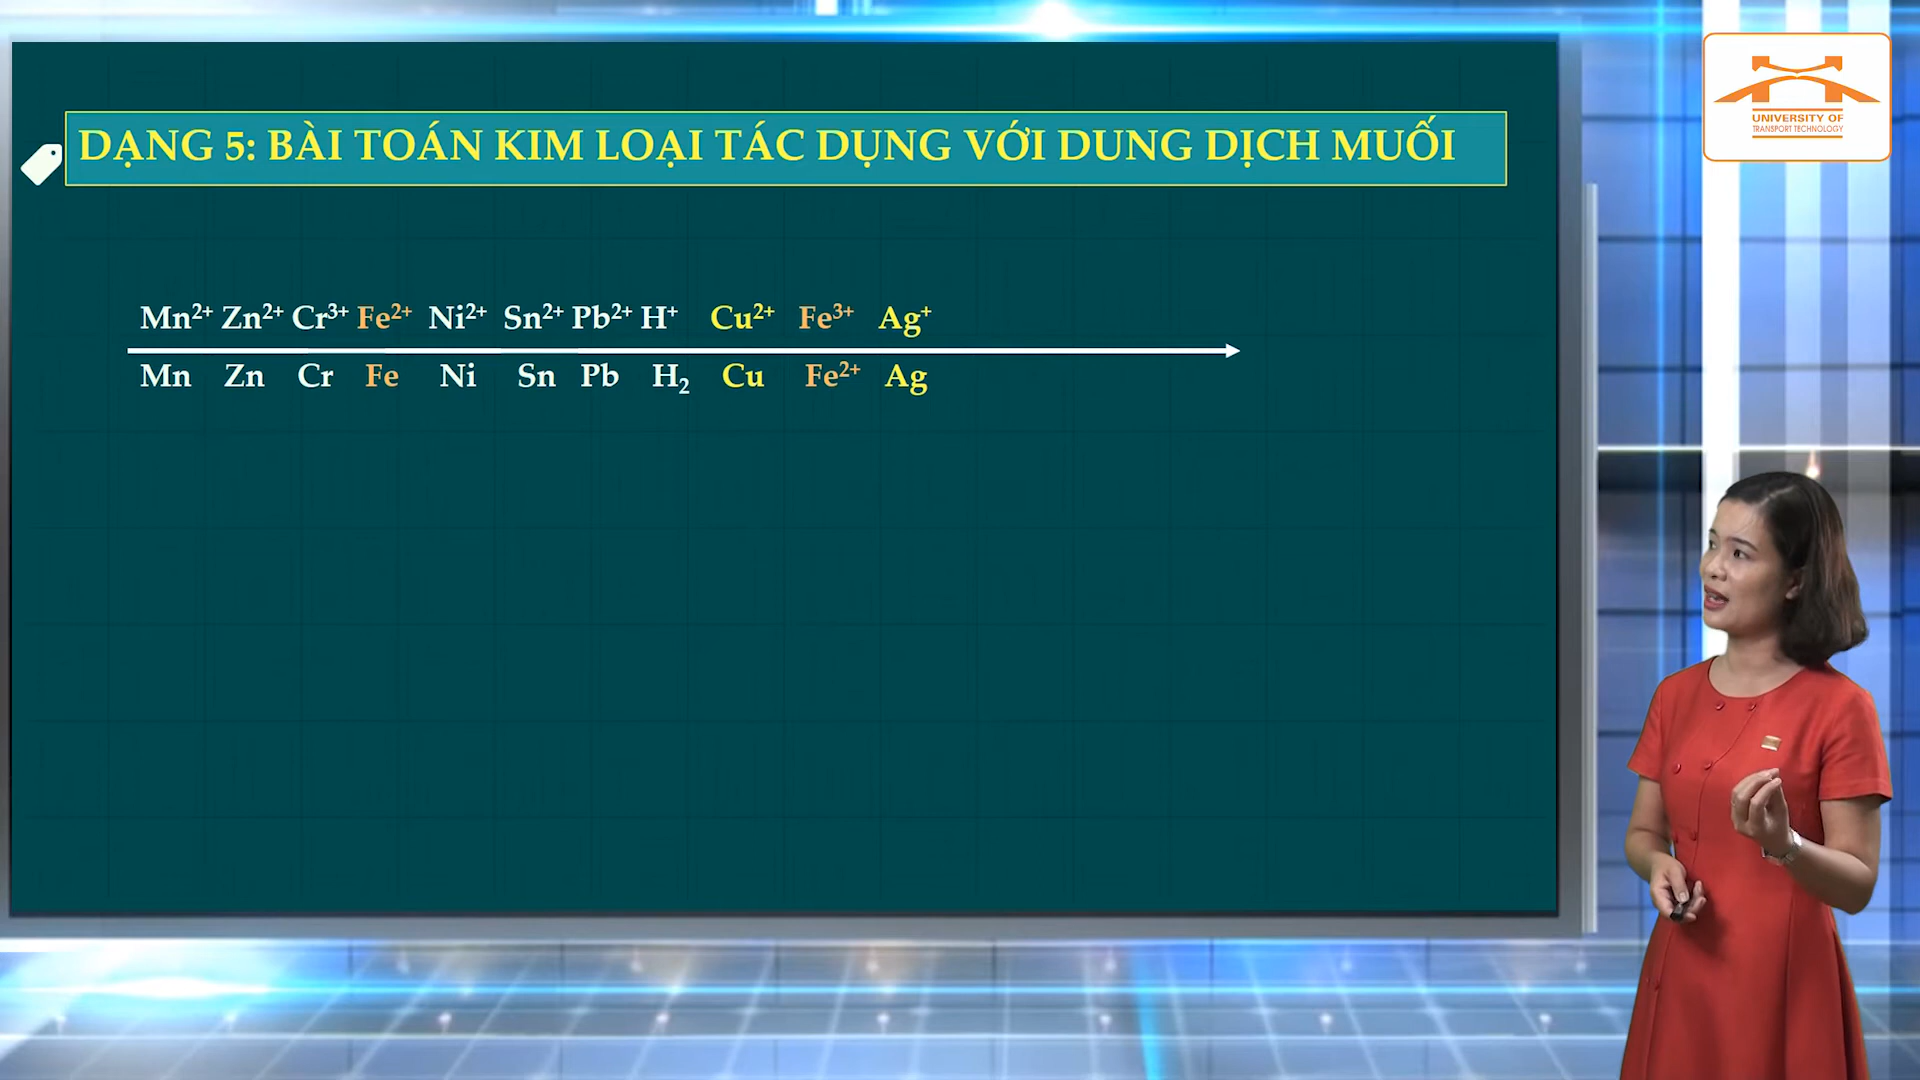 DẠNG 5: BÀI TOÁN KIM LOẠI TÁC DỤNG VỚI DUNG DỊCH MUỐI
UNIVERSITY OF
TRANSPORT TECHNOLOGY
Mn²⁺ Zn²⁺ Cr³⁺ Fe²⁺ Ni²⁺ Sn²⁺ Pb²⁺ H⁺ Cu²⁺ Fe³⁺ Ag⁺
Mn Zn Cr Fe Ni Sn Pb H₂ Cu Fe²⁺ Ag